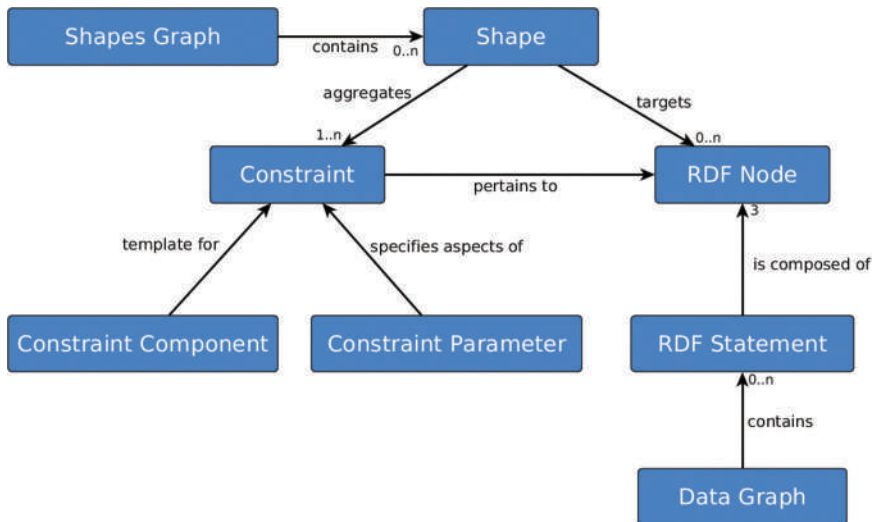 Shapes Graph
contains
0..n
Shape
aggregates
targets
1..n
0..n
Constraint
pertains to
RDF Node
3
template for
specifies aspects of
is composed of
Constraint Component
Constraint Parameter
RDF Statement
0..n
contains
Data Graph